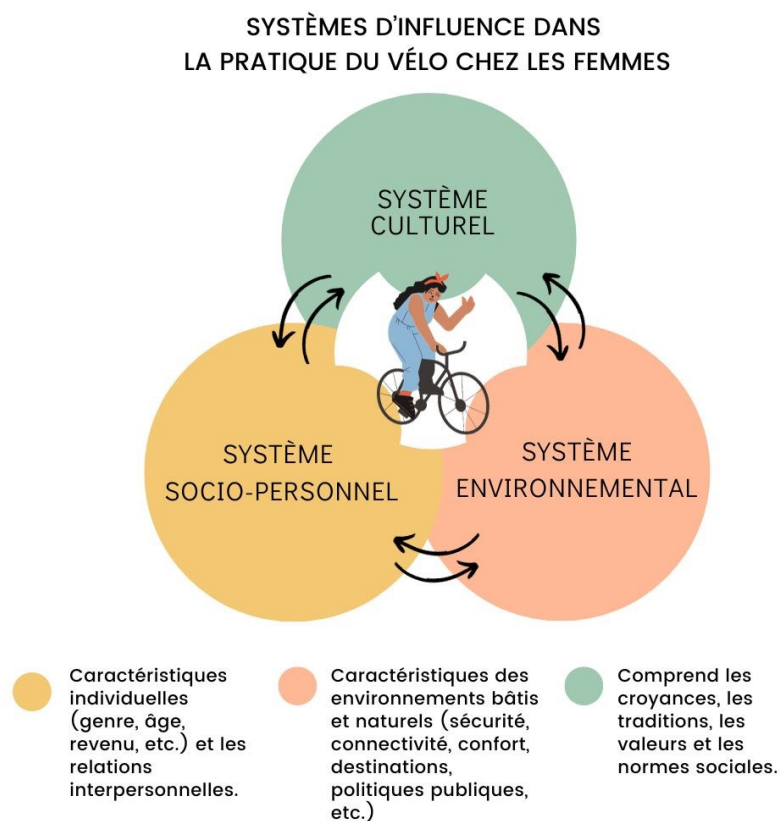 SYSTÈMES D'INFLUENCE DANS
LA PRATIQUE DU VÉLO CHEZ LES FEMMES
SYSTÈME
CULTUREL
SYSTÈME
SOCIO-PERSONNEL
SYSTÈME
ENVIRONNEMENTAL
Caractéristiques
individuelles
(genre, âge,
revenu, etc.) et les
relations
interpersonnelles.
Caractéristiques des
environnements bâtis
et naturels (sécurité,
connectivité, confort,
destinations,
politiques publiques,
etc.)
Comprend les
croyances, les
traditions, les
valeurs et les
normes sociales.